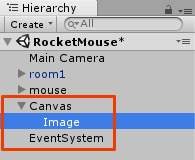 Hierarchy
Create
All
RocketMouse*
Main Camera
room1
mouse
Canvas
Image
EventSystem